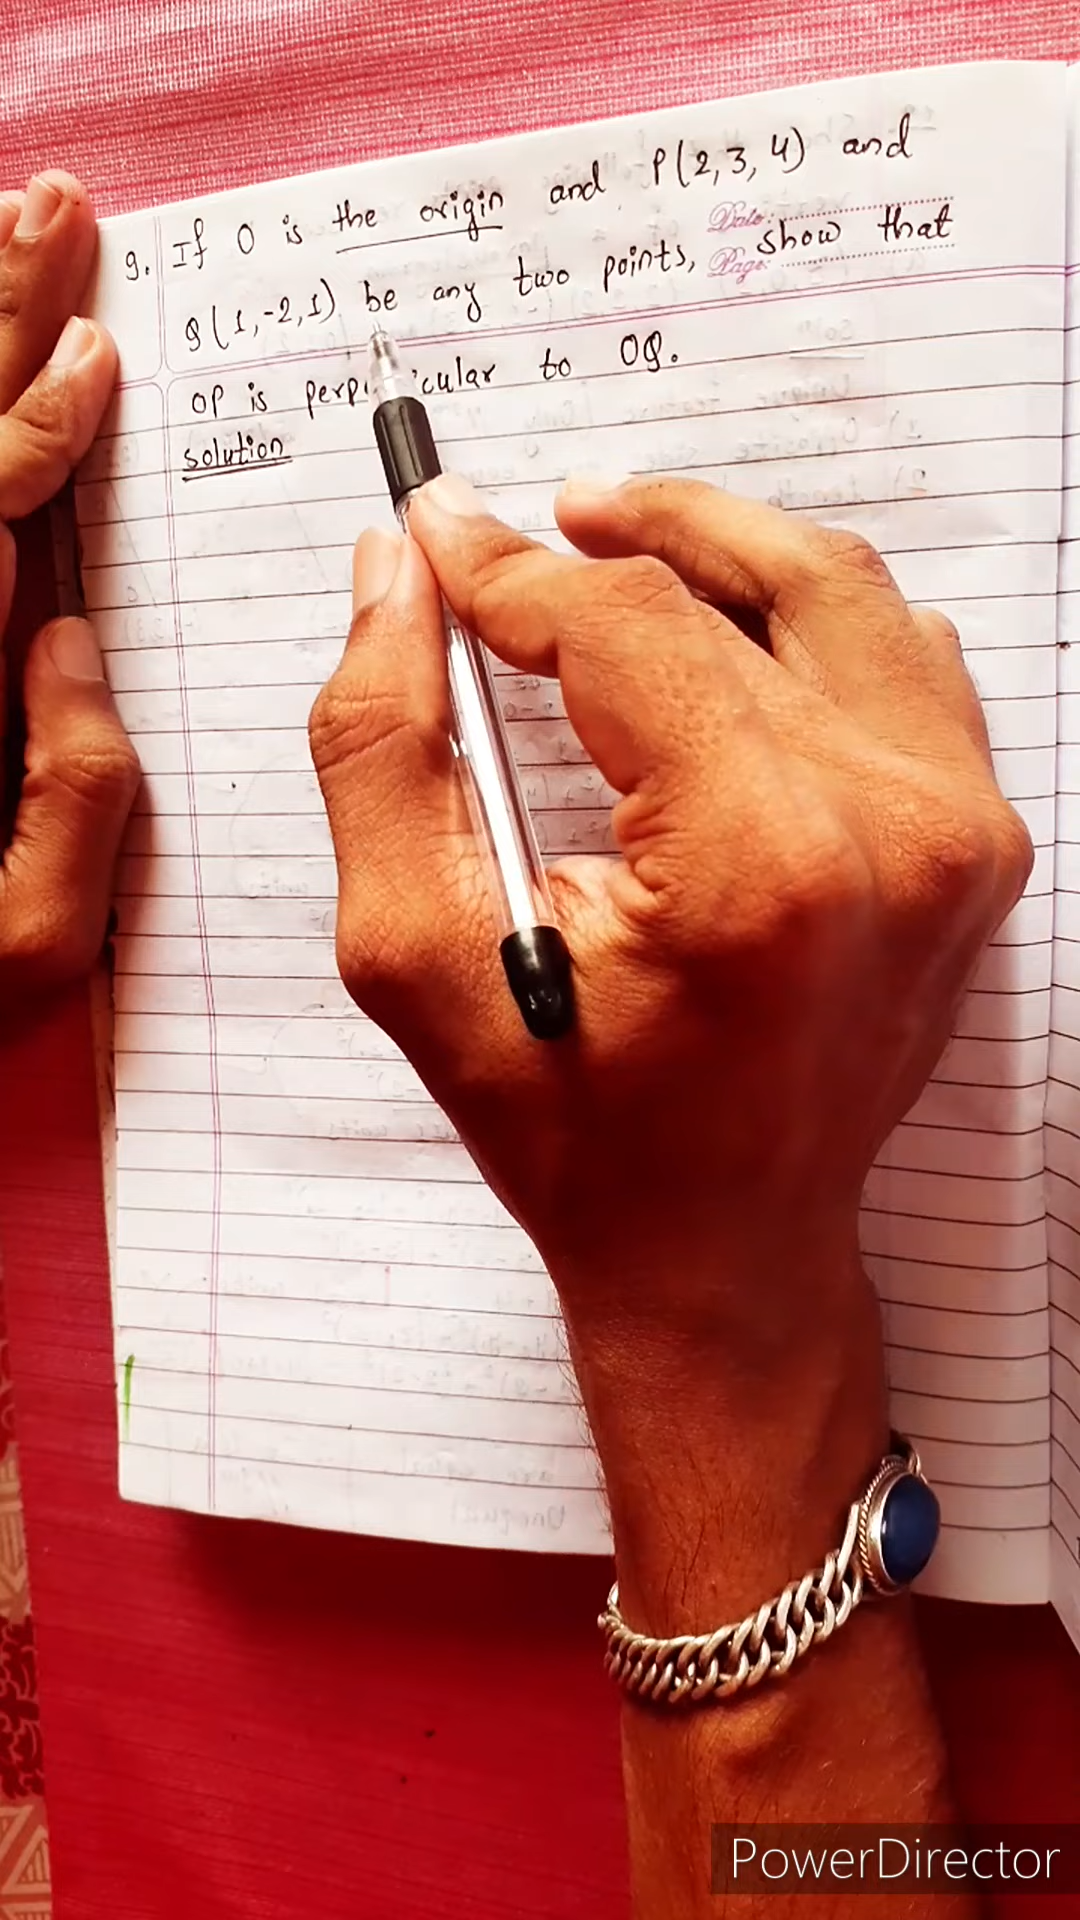 9. If O is the origin and P(2,3,4) and
Date:
Page:
Q(1,-2,1) be any two points, show that
OP is to OQ.
solution
PowerDirector